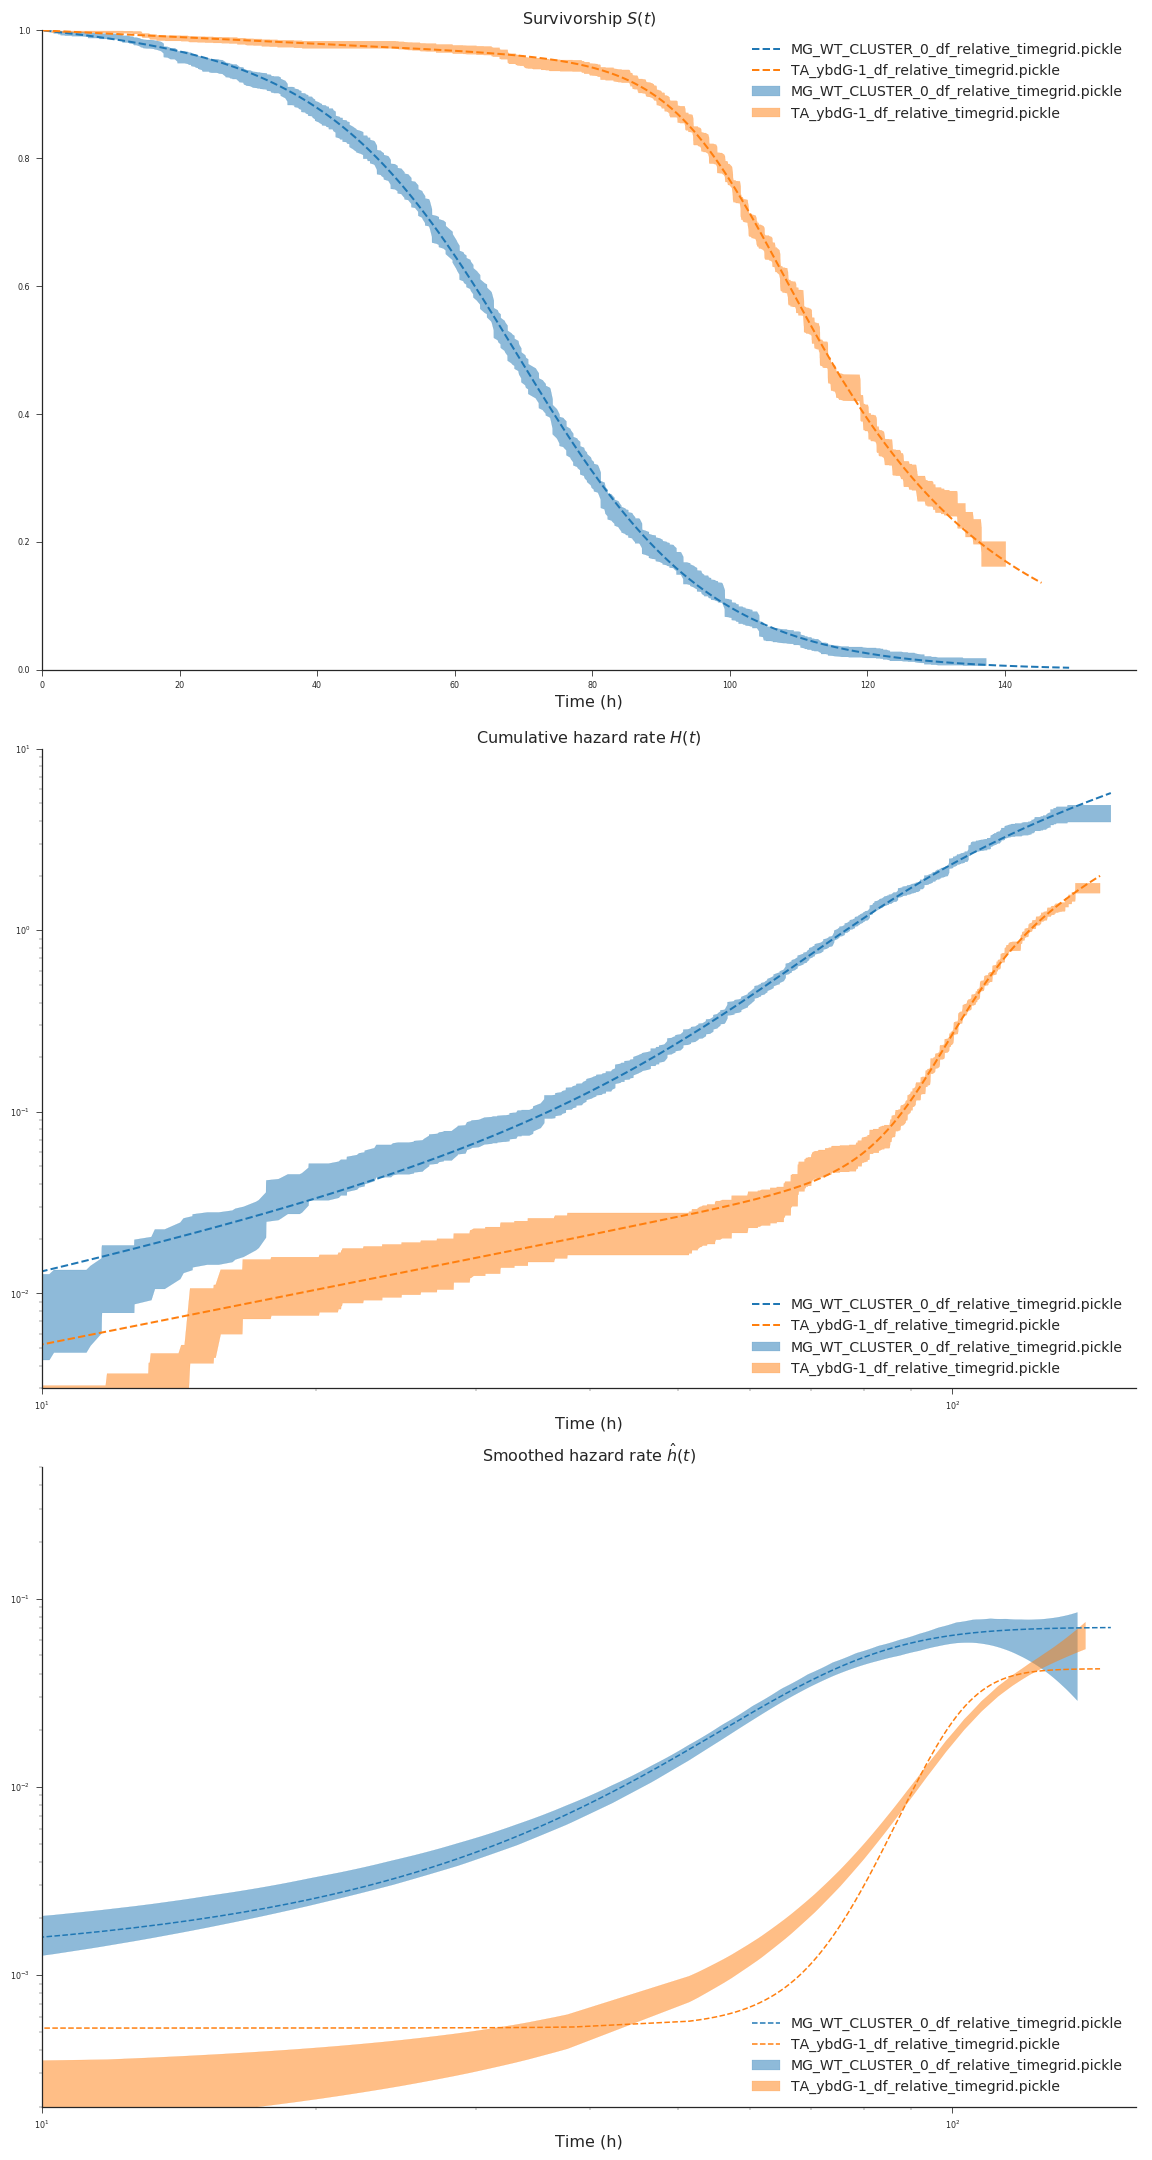 Survivorship S(t)
1.0
0.8
0.6
0.4
0.2
0.0
MG_WT_CLUSTER_0_df_relative_timegrid.pickle
TA_ybdG-1_df_relative_timegrid.pickle
MG_WT_CLUSTER_0_df_relative_timegrid.pickle
TA_ybdG-1_df_relative_timegrid.pickle
0 20 40 60 80 100 120 140
Time (h)
Cumulative hazard rate H(t)
10¹
10⁰
10⁻¹
10⁻²
MG_WT_CLUSTER_0_df_relative_timegrid.pickle
TA_ybdG-1_df_relative_timegrid.pickle
MG_WT_CLUSTER_0_df_relative_timegrid.pickle
TA_ybdG-1_df_relative_timegrid.pickle
10¹ 10²
Time (h)
Smoothed hazard rate ĥ(t)
10⁻¹
10⁻²
10⁻³
MG_WT_CLUSTER_0_df_relative_timegrid.pickle
TA_ybdG-1_df_relative_timegrid.pickle
MG_WT_CLUSTER_0_df_relative_timegrid.pickle
TA_ybdG-1_df_relative_timegrid.pickle
10¹ 10²
Time (h)